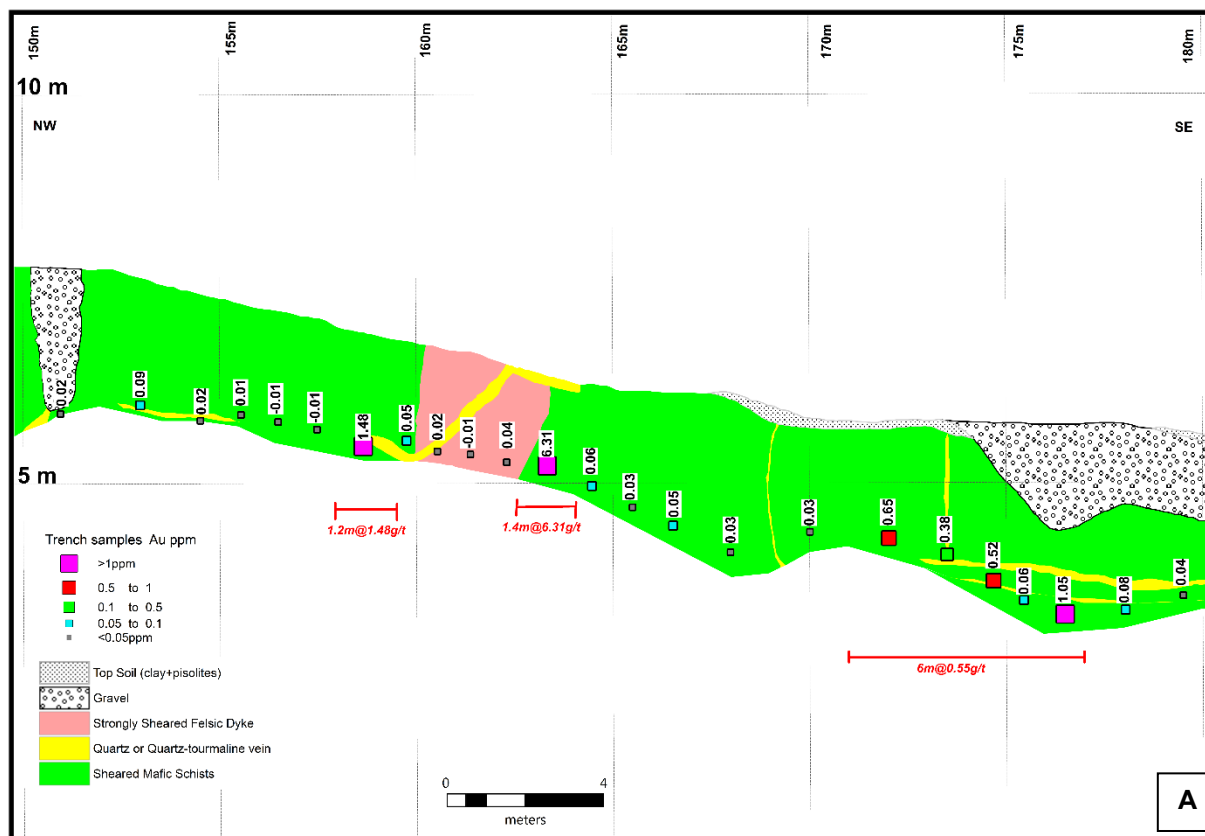 150m
155m
160m
165m
170m
175m
180m
10 m
NW
SE
0.02
0.09
0.02
0.01
-0.01
-0.01
1.48
0.05
0.02
-0.01
0.04
6.31
0.06
0.03
0.05
0.03
0.03
0.65
0.38
0.52
0.06
1.05
0.08
0.04
5 m
1.2m@1.48g/t
1.4m@6.31g/t
6m@0.55g/t
Trench samples Au ppm
>1ppm
0.5 to 1
0.1 to 0.5
0.05 to 0.1
<0.05ppm
Top Soil (clay+pisolites)
Gravel
Strongly Sheared Felsic Dyke
Quartz or Quartz-tourmaline vein
Sheared Mafic Schists
0 4
meters
A